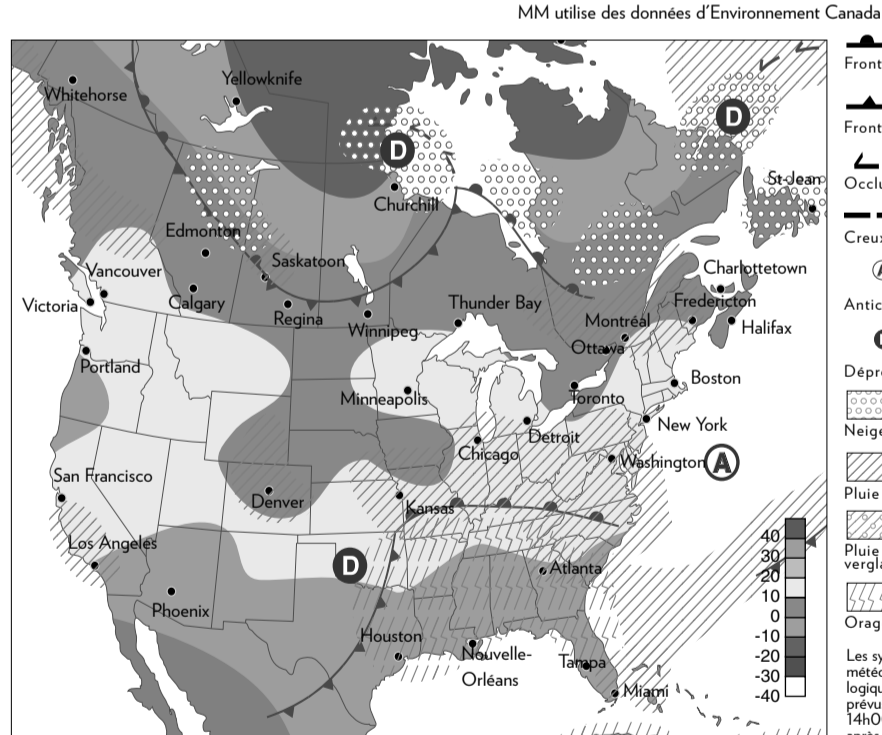 MM utilise des données d'Environnement Canada
Whitehorse
Yellowknife
D
D
Churchill
St-Jean
Edmonton
Saskatoon
Vancouver
Victoria
Calgary
Regina
Winnipeg
Thunder Bay
Charlottetown
Fredericton
Montréal
Halifax
Ottawa
Portland
Minneapolis
Toronto
Boston
New York
Detroit
Chicago
Washington
A
San Francisco
Denver
Kansas
Los Angeles
D
Atlanta
Phoenix
Houston
Nouvelle-
Orléans
Tampa
Miami
40
30
20
10
0
-10
-20
-30
-40
Front
Front
Occlu
Creux
Antic
Dépre
Neige
Pluie
Pluie
vergla
Orag
Les sy
météo
logiqu
prévu
14h0